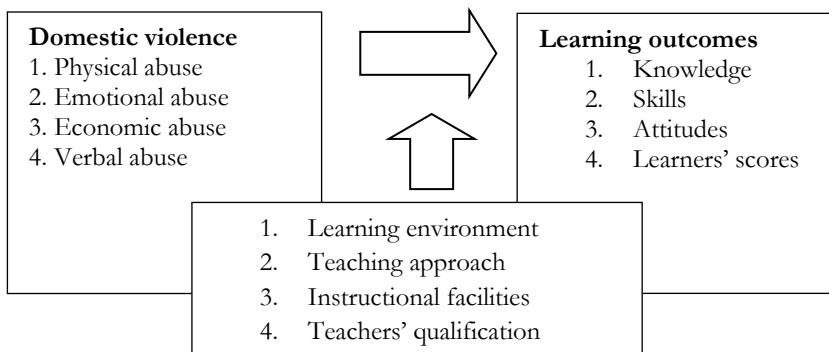 Domestic violence
1. Physical abuse
2. Emotional abuse
3. Economic abuse
4. Verbal abuse
Learning outcomes
1. Knowledge
2. Skills
3. Attitudes
4. Learners’ scores
1. Learning environment
2. Teaching approach
3. Instructional facilities
4. Teachers’ qualification